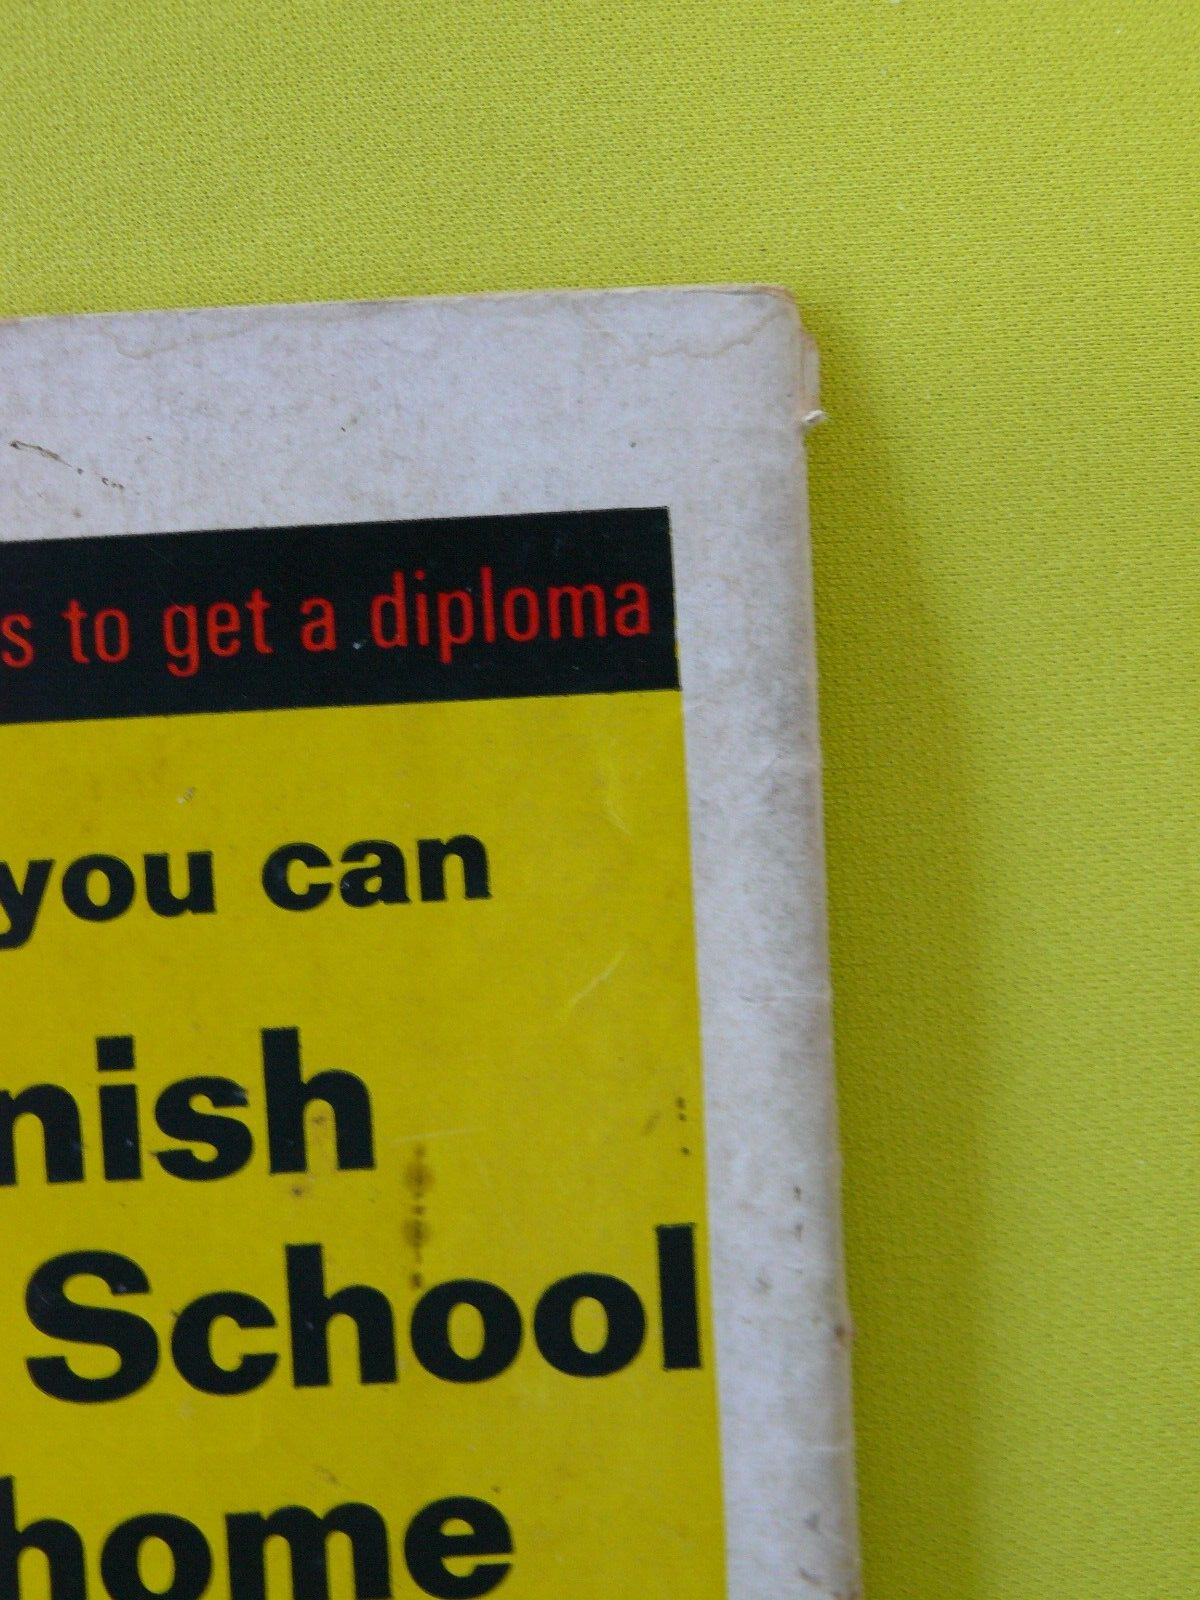 s to get a diploma
you can
nish
School
home